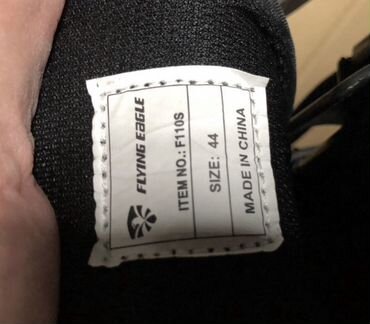 FLYING EAGLE
ITEM NO.: F110S
SIZE: 44
MADE IN CHINA